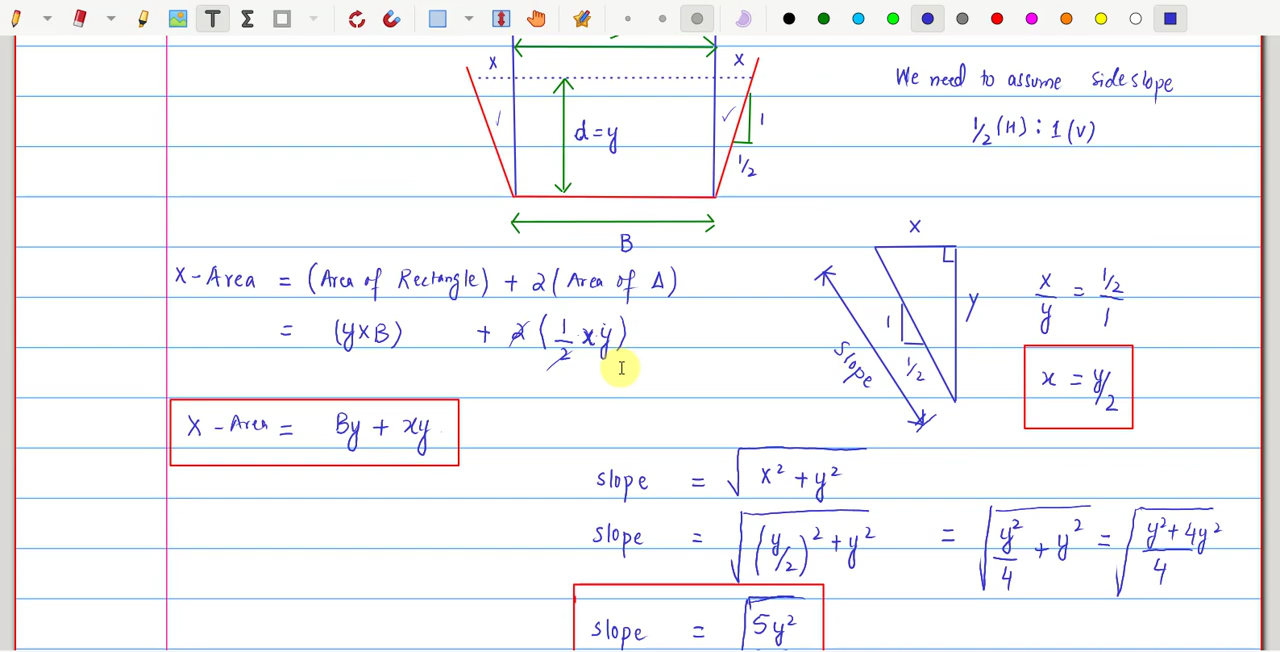 x x
We need to assume side slope
1/2 (H) : 1 (V)
d=y
1
1/2
B
x
X-Area = (Area of Rectangle) + 2 (Area of Δ)
= (y×B) + 2 (1/2 x.y)
y
1
1/2
slope
x/y = 1/2 / 1
x = y/2
X-Area = By + xy
slope = √(x² + y²)
slope = √((y/2)² + y²) = √(y²/4 + y²) = √((y² + 4y²)/4)
slope = √5y²